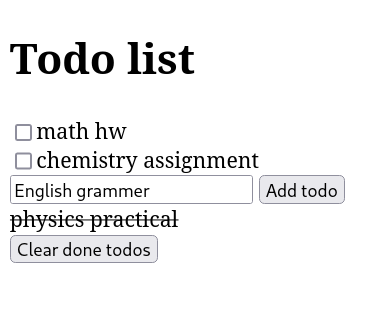 Todo list
math hw
chemistry assignment
English grammer Add todo
physics practical
Clear done todos